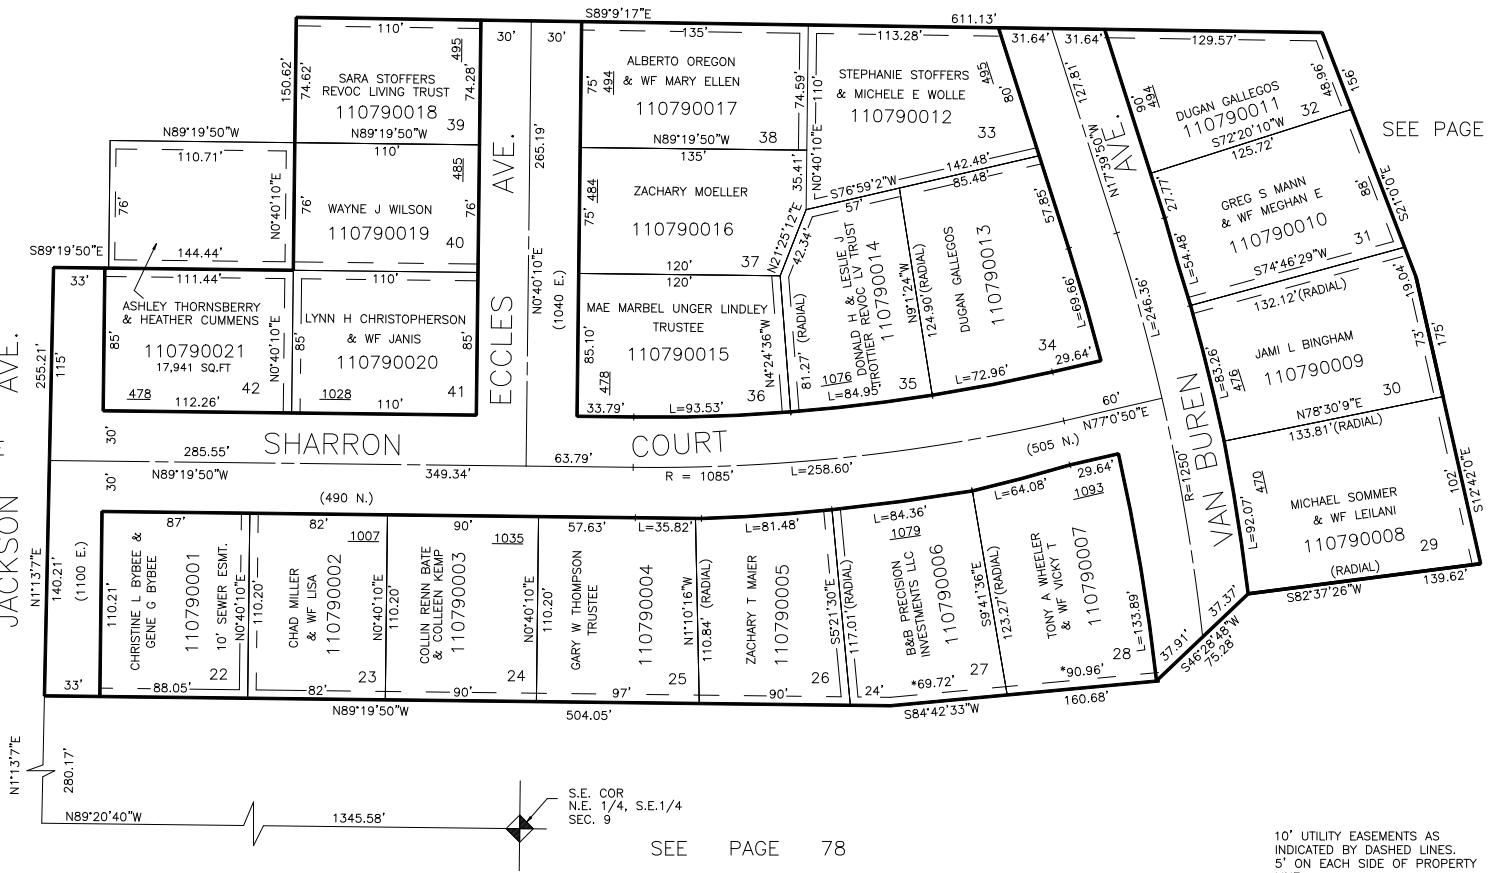 S89°9'17"E
611.13'
110'
30'
30'
135'
113.28'
31.64'
31.64'
129.57'
150.62'
74.62'
495
74.28'
SARA STOFFERS
REVOC LIVING TRUST
110790018
39
N89°19'50"W
110'
ALBERTO OREGON
& WF MARY ELLEN
110790017
75'
494
74.59'
38
N89°19'50"W
135'
STEPHANIE STOFFERS
& MICHELE E WOLLE
110790012
110'
N0°40'10"E
495
80'
33
142.48'
S76°59'2"W
127.81'
N17°39'50"W
AVE.
90'
494
DUGAN GALLEGOS
110790011
32
48.96'
156'
S72°20'10"W
125.72'
SEE PAGE
N89°19'50"W
110.71'
76'
N0°40'10"E
144.44'
S89°19'50"E
76'
485
76'
WAYNE J WILSON
110790019
40
110'
ECCLES AVE.
265.19'
N0°40'10"E
(1040 E.)
ZACHARY MOELLER
110790016
484
75'
35.41'
37
120'
120'
N21°25'12"E
42.34'
57'
85.48'
57.85'
DONALD H & LESLIE J
TROTTIER REVOC LV TRUST
110790014
1076
35
81.27' (RADIAL)
N9°1'24"W
124.90'(RADIAL)
DUGAN GALLEGOS
110790013
34
L=69.66'
29.64'
L=72.96'
L=84.95'
27.77'
L=54.48'
GREG S MANN
& WF MEGHAN E
110790010
88'
S21°0'0"E
31
S74°46'29"W
132.12'(RADIAL)
19.04'
L=246.36'
L=83.26'
476
JAMI L BINGHAM
110790009
73'
175'
30
N78°30'9"E
133.81'(RADIAL)
33'
111.44'
ASHLEY THORNSBERRY
& HEATHER CUMMENS
110790021
17,941 SQ.FT
85'
N0°40'10"E
478
42
112.26'
255.21'
115'
LYNN H CHRISTOPHERSON
& WF JANIS
110790020
85'
85'
1028
41
110'
MAE MARBEL UNGER LINDLEY
TRUSTEE
110790015
85.10'
478
N4°24'36"W
36
33.79'
L=93.53'
AVE.
JACKSON
SHARRON COURT
30'
30'
285.55'
N89°19'50"W
349.34'
63.79'
R = 1085'
L=258.60'
(490 N.)
(505 N.)
60'
N77°0'50"E
VAN BUREN
R=1250'
L=92.07'
470
MICHAEL SOMMER
& WF LEILANI
110790008
29
102'
S12°42'0"E
(RADIAL)
139.62'
S82°37'26"W
N1°13'7"E
140.21'
(1100 E.)
110.21'
87'
CHRISTINE L BYBEE &
GENE G BYBEE
110790001
10' SEWER ESMT.
N0°40'10"E
22
33'
88.05'
82'
1007
110.20'
CHAD MILLER
& WF LISA
110790002
N0°40'10"E
23
82'
90'
1035
110.20'
COLLIN RENN BATE
& COLLEEN KEMP
110790003
N0°40'10"E
24
90'
57.63'
L=35.82'
110.20'
GARY W THOMPSON
TRUSTEE
110790004
N1°10'16"W
25
97'
L=81.48'
110.84' (RADIAL)
ZACHARY T MAIER
110790005
S5°21'30"E
26
90'
L=84.36'
1079
117.01'(RADIAL)
B&B PRECISION
INVESTMENTS LLC
110790006
S9°41'36"E
27
24'
*69.72'
L=64.08'
29.64'
1093
123.27'(RADIAL)
TONY A WHEELER
& WF VICKY T
110790007
L=133.89'
28
*90.96'
37.91'
37.37'
S46°28'48"W
75.28'
N89°19'50"W
504.05'
S84°42'33"W
160.68'
N1°13'7"E
280.17'
N89°20'40"W
1345.58'
S.E. COR
N.E. 1/4, S.E.1/4
SEC. 9
SEE PAGE 78
10' UTILITY EASEMENTS AS
INDICATED BY DASHED LINES.
5' ON EACH SIDE OF PROPERTY